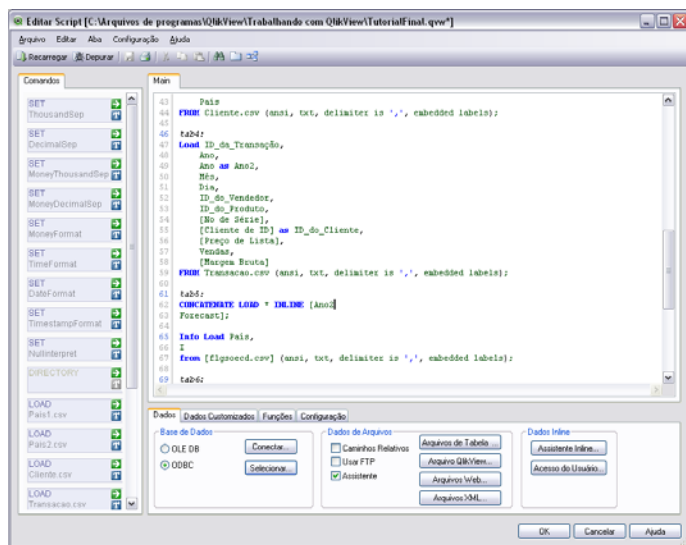 Editar Script [C:\Arquivos de programas\QlikView\Trabalhando com QlikView\TutorialFinal.qvw*]
Arquivo Editar Aba Configuração Ajuda
Recarregar Depurar
Comandos
SET
ThousandSep
SET
DecimalSep
SET
MoneyThousandSep
SET
MoneyDecimalSep
SET
MoneyFormat
SET
TimeFormat
SET
DateFormat
SET
TimestampFormat
SET
NullInterpret
DIRECTORY
LOAD
Pais1.csv
LOAD
Pais2.csv
LOAD
Cliente.csv
LOAD
Transacao.csv
Main
43 País
44 FROM Cliente.csv (ansi, txt, delimiter is ',', embedded labels);
45
46 tab4:
47 Load ID_da_Transação,
48 Ano,
49 Ano as Ano2,
50 Mês,
51 Dia,
52 ID_do_Vendedor,
53 ID_do_Produto,
54 [No de Série],
55 [Cliente de ID] as ID_do_Cliente,
56 [Preço de Lista],
57 Vendas,
58 [Margem Bruta]
59 FROM Transacao.csv (ansi, txt, delimiter is ',', embedded labels);
60
61 tab5:
62 CONCATENATE LOAD * INLINE [Ano2
63 Forecast];
64
65 Info Load País,
66 I
67 from [flgsoecd.csv] (ansi, txt, delimiter is ',', embedded labels);
68
69 tab6:
Dados Dados Customizados Funções Configuração
Base de Dados
OLE DB
ODBC
Conectar...
Selecionar...
Dados de Arquivos
Caminhos Relativos
Usar FTP
Assistente
Arquivos de Tabela ...
Arquivo QlikView...
Arquivos Web...
Arquivos XML...
Dados Inline
Assistente Inline...
Acesso do Usuário...
OK Cancelar Ajuda